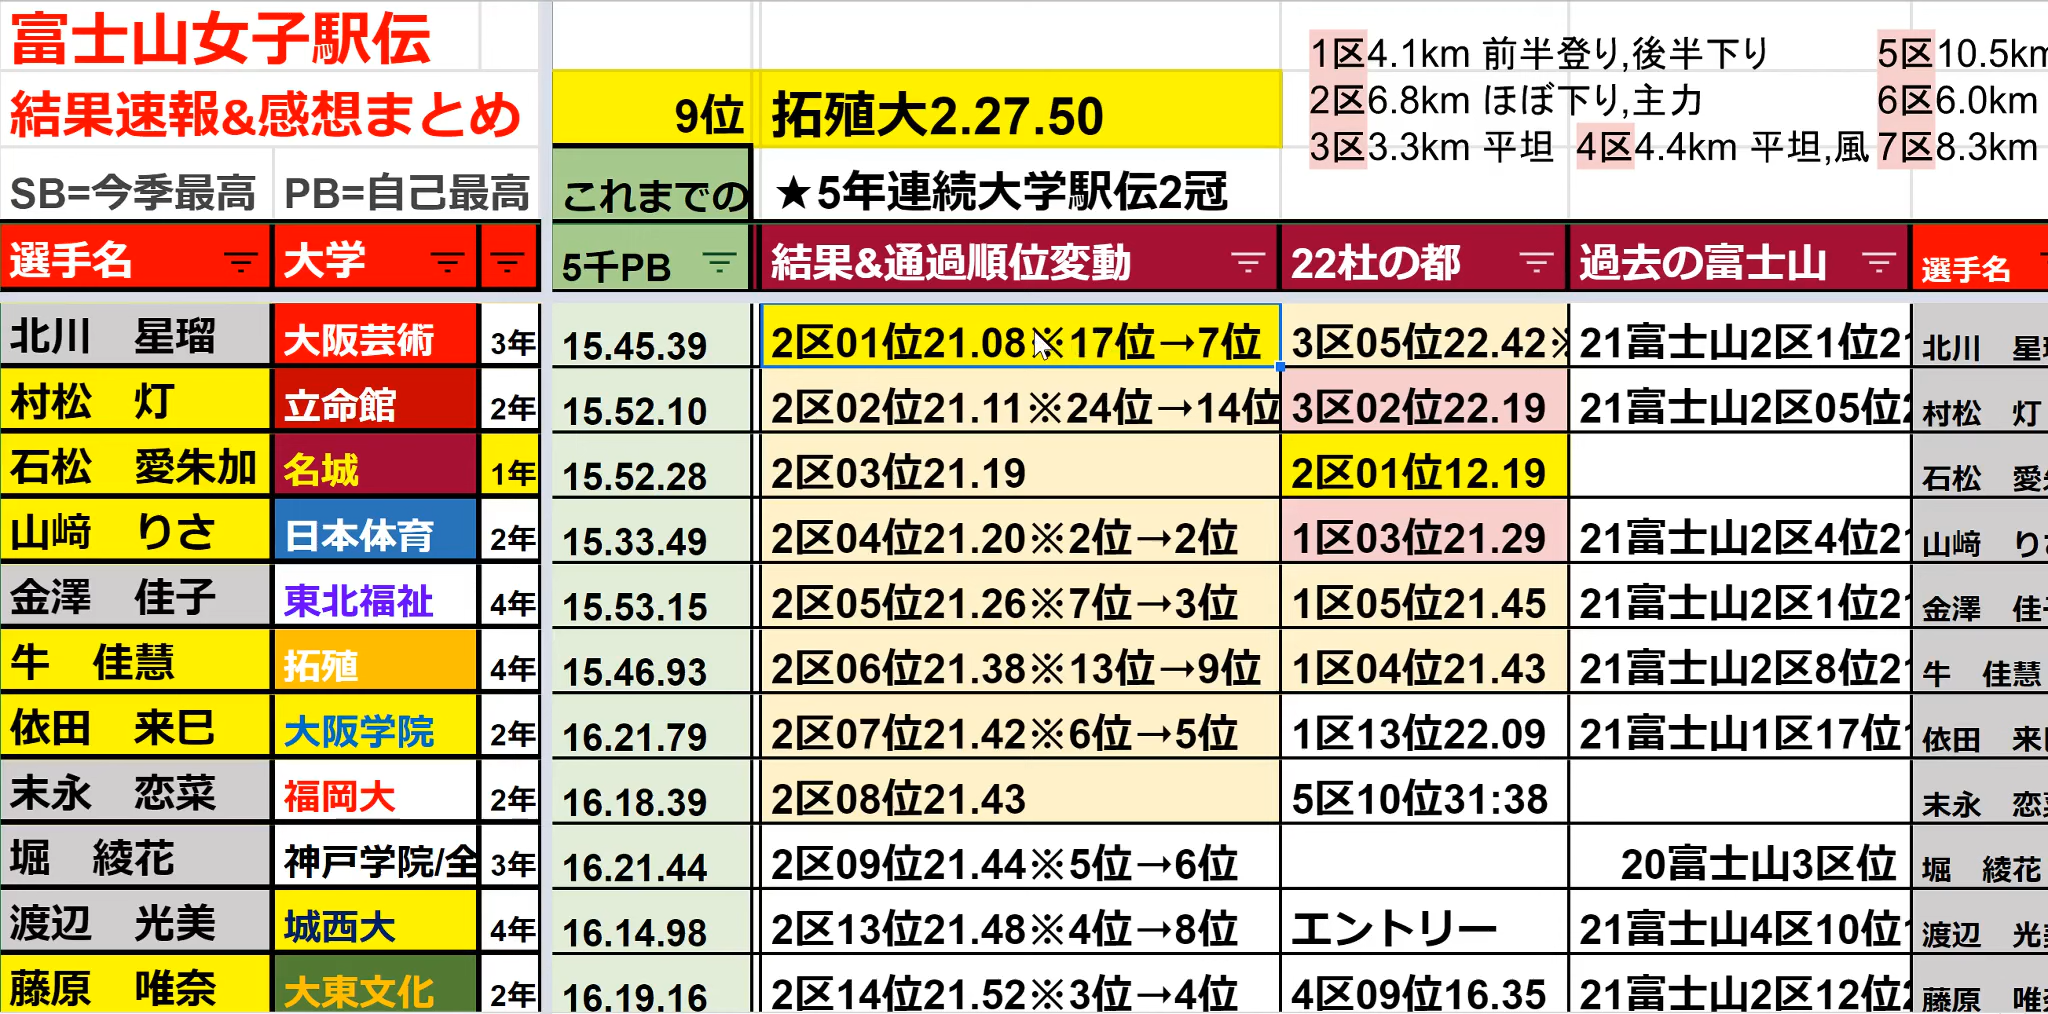 富士山女子駅伝
結果速報&感想まとめ
SB=今季最高 PB=自己最高
9位 拓殖大2.27.50
これまでの ★5年連続大学駅伝2冠
1区4.1km 前半登り,後半下り 5区10.5km
2区6.8km ほぼ下り,主力 6区6.0km
3区3.3km 平坦 4区4.4km 平坦,風 7区8.3km
選手名 大学 5千PB 結果&通過順位変動 22杜の都 過去の富士山 選手名
北川 星瑠 大阪芸術 3年 15.45.39 2区01位21.08※17位→7位 3区05位22.42※ 21富士山2区1位21 北川 星瑠
村松 灯 立命館 2年 15.52.10 2区02位21.11※24位→14位 3区02位22.19 21富士山2区05位2 村松 灯
石松 愛朱加 名城 1年 15.52.28 2区03位21.19 2区01位12.19 石松 愛朱
山﨑 りさ 日本体育 2年 15.33.49 2区04位21.20※2位→2位 1区03位21.29 21富士山2区4位21 山﨑 りさ
金澤 佳子 東北福祉 4年 15.53.15 2区05位21.26※7位→3位 1区05位21.45 21富士山2区1位21 金澤 佳子
牛 佳慧 拓殖 4年 15.46.93 2区06位21.38※13位→9位 1区04位21.43 21富士山2区8位21 牛 佳慧
依田 来巳 大阪学院 2年 16.21.79 2区07位21.42※6位→5位 1区13位22.09 21富士山1区17位1 依田 来巳
末永 恋菜 福岡大 2年 16.18.39 2区08位21.43 5区10位31:38 末永 恋菜
堀 綾花 神戸学院/全 3年 16.21.44 2区09位21.44※5位→6位 20富士山3区位 堀 綾花
渡辺 光美 城西大 4年 16.14.98 2区13位21.48※4位→8位 エントリー 21富士山4区10位1 渡辺 光美
藤原 唯奈 大東文化 2年 16.19.16 2区14位21.52※3位→4位 4区09位16.35 21富士山2区12位2 藤原 唯奈